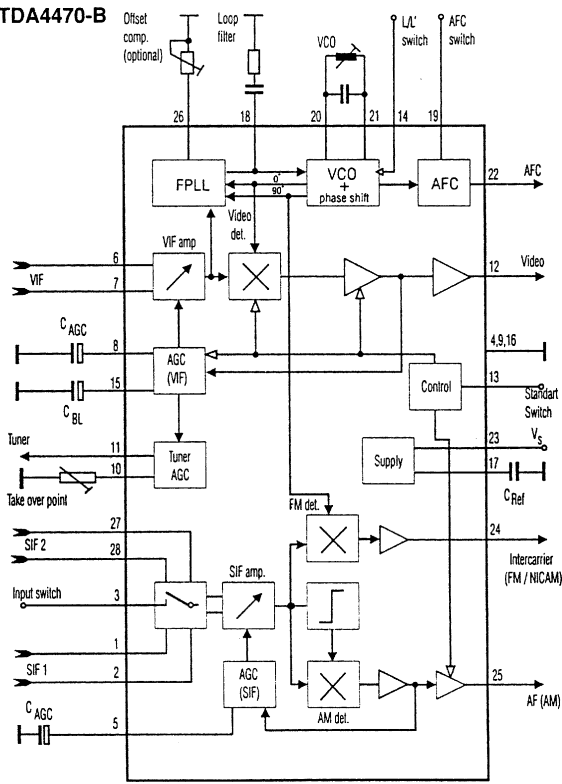 TDA4470-B
Offset
comp.
(optional)
Loop
filter
VCO
L/L'
switch
AFC
switch
26
18
20
21
14
19
FPLL
0°
90°
VCO
+
phase shift
AFC
22
AFC
Video
det.
VIF amp
6
VIF
7
12
Video
C AGC
8
AGC
(VIF)
4,9,16
15
C BL
Control
13
Standart
Switch
Tuner
11
10
Take over point
Tuner
AGC
Supply
23
VS
17
C Ref
FM det.
27
SIF 2
28
24
Intercarrier
(FM / NICAM)
Input switch
3
SIF amp.
1
SIF 1
2
AGC
(SIF)
AM det.
25
AF (AM)
C AGC
5